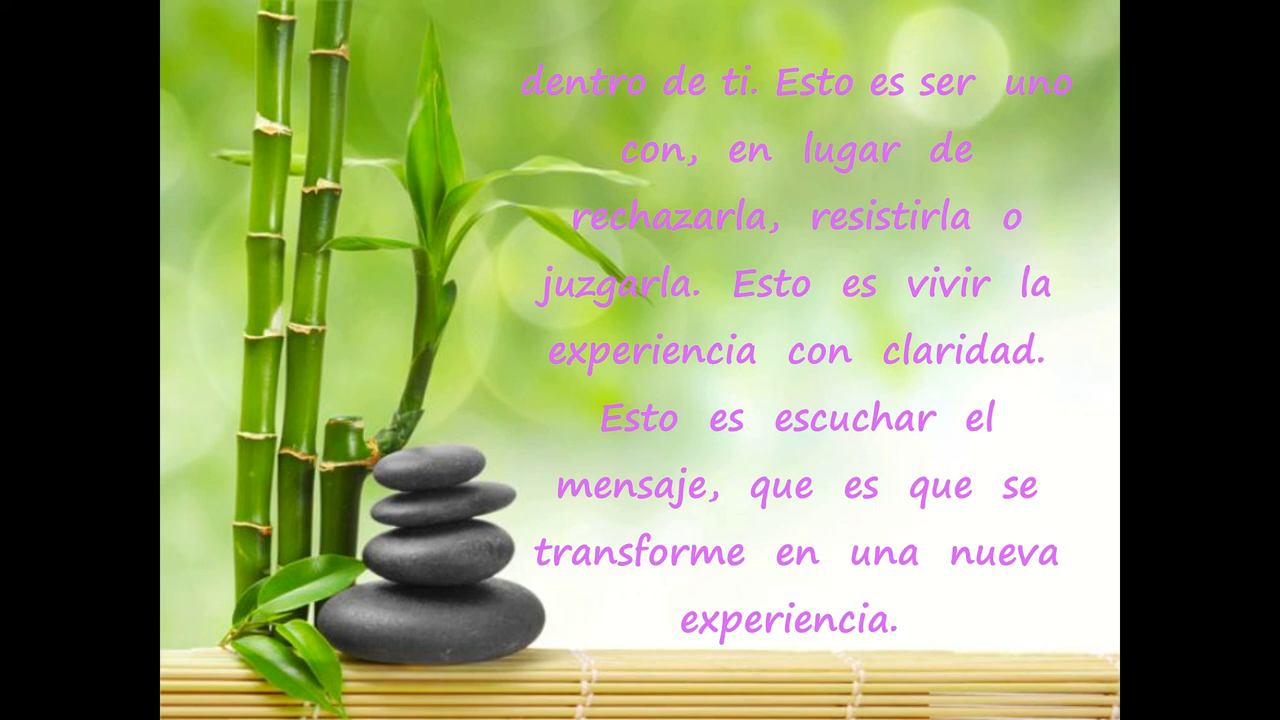 dentro de ti. Esto es ser uno
con, en lugar de
rechazarla, resistirla o
juzgarla. Esto es vivir la
experiencia con claridad.
Esto es escuchar el
mensaje, que es que se
transforme en una nueva
experiencia.